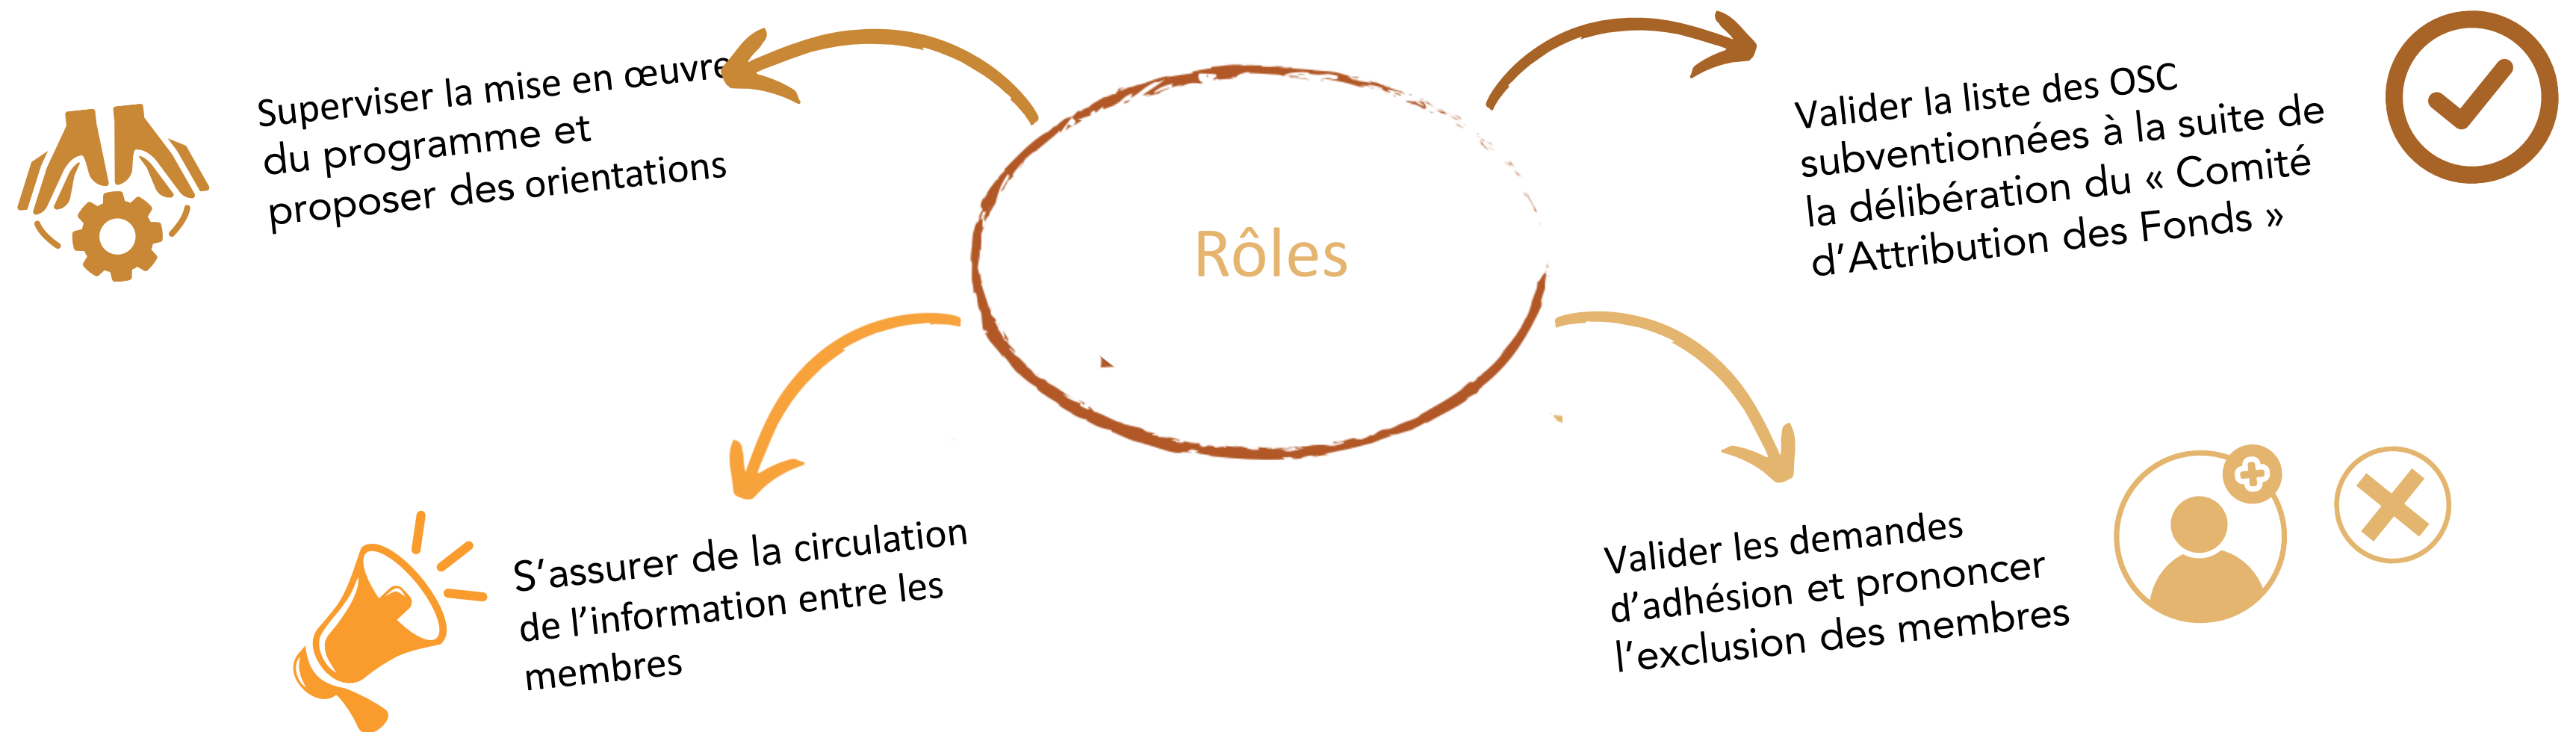 Superviser la mise en œuvre
du programme et
proposer des orientations
Rôles
Valider la liste des OSC
subventionnées à la suite de
la délibération du « Comité
d’Attribution des Fonds »
S’assurer de la circulation
de l’information entre les
membres
Valider les demandes
d’adhésion et prononcer
l’exclusion des membres